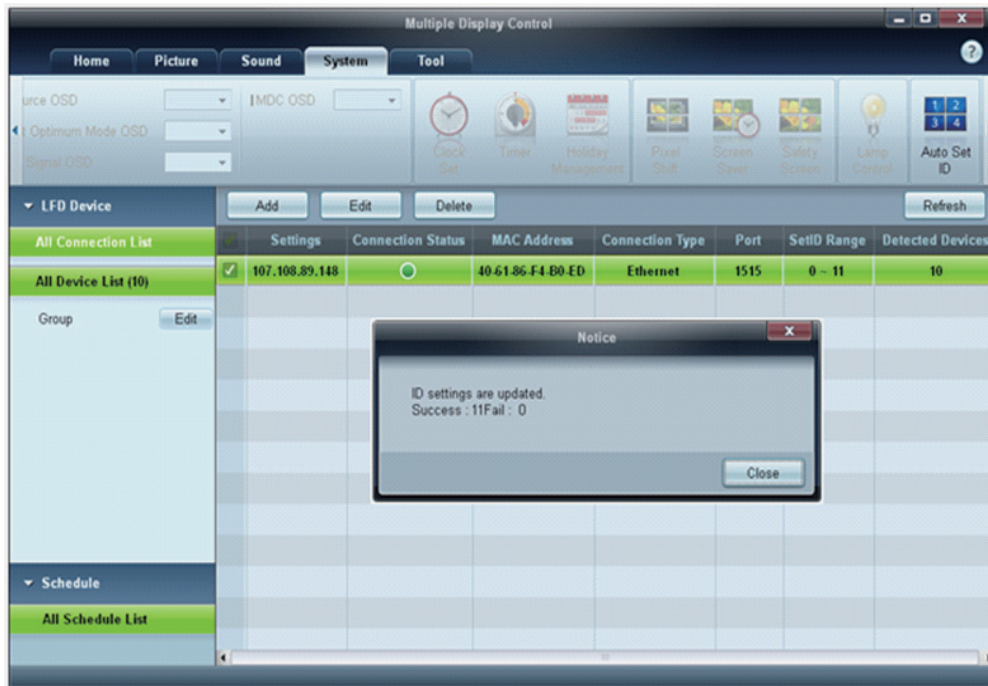 Multiple Display Control
Home Picture Sound System Tool
?
urce OSD
MDC OSD
Optimum Mode OSD
Signal OSD
Clock Set
Timer
Holiday Management
Pixel Shift
Screen Saver
Safety Screen
Lamp Control
1 2
3 4
Auto Set ID
LFD Device
Add Edit Delete Refresh
All Connection List
Settings Connection Status MAC Address Connection Type Port SetID Range Detected Devices
107.108.89.148 40-61-86-F4-B0-ED Ethernet 1515 0 ~ 11 10
All Device List (10)
Group Edit
Notice
ID settings are updated.
Success : 11Fail : 0
Close
Schedule
All Schedule List